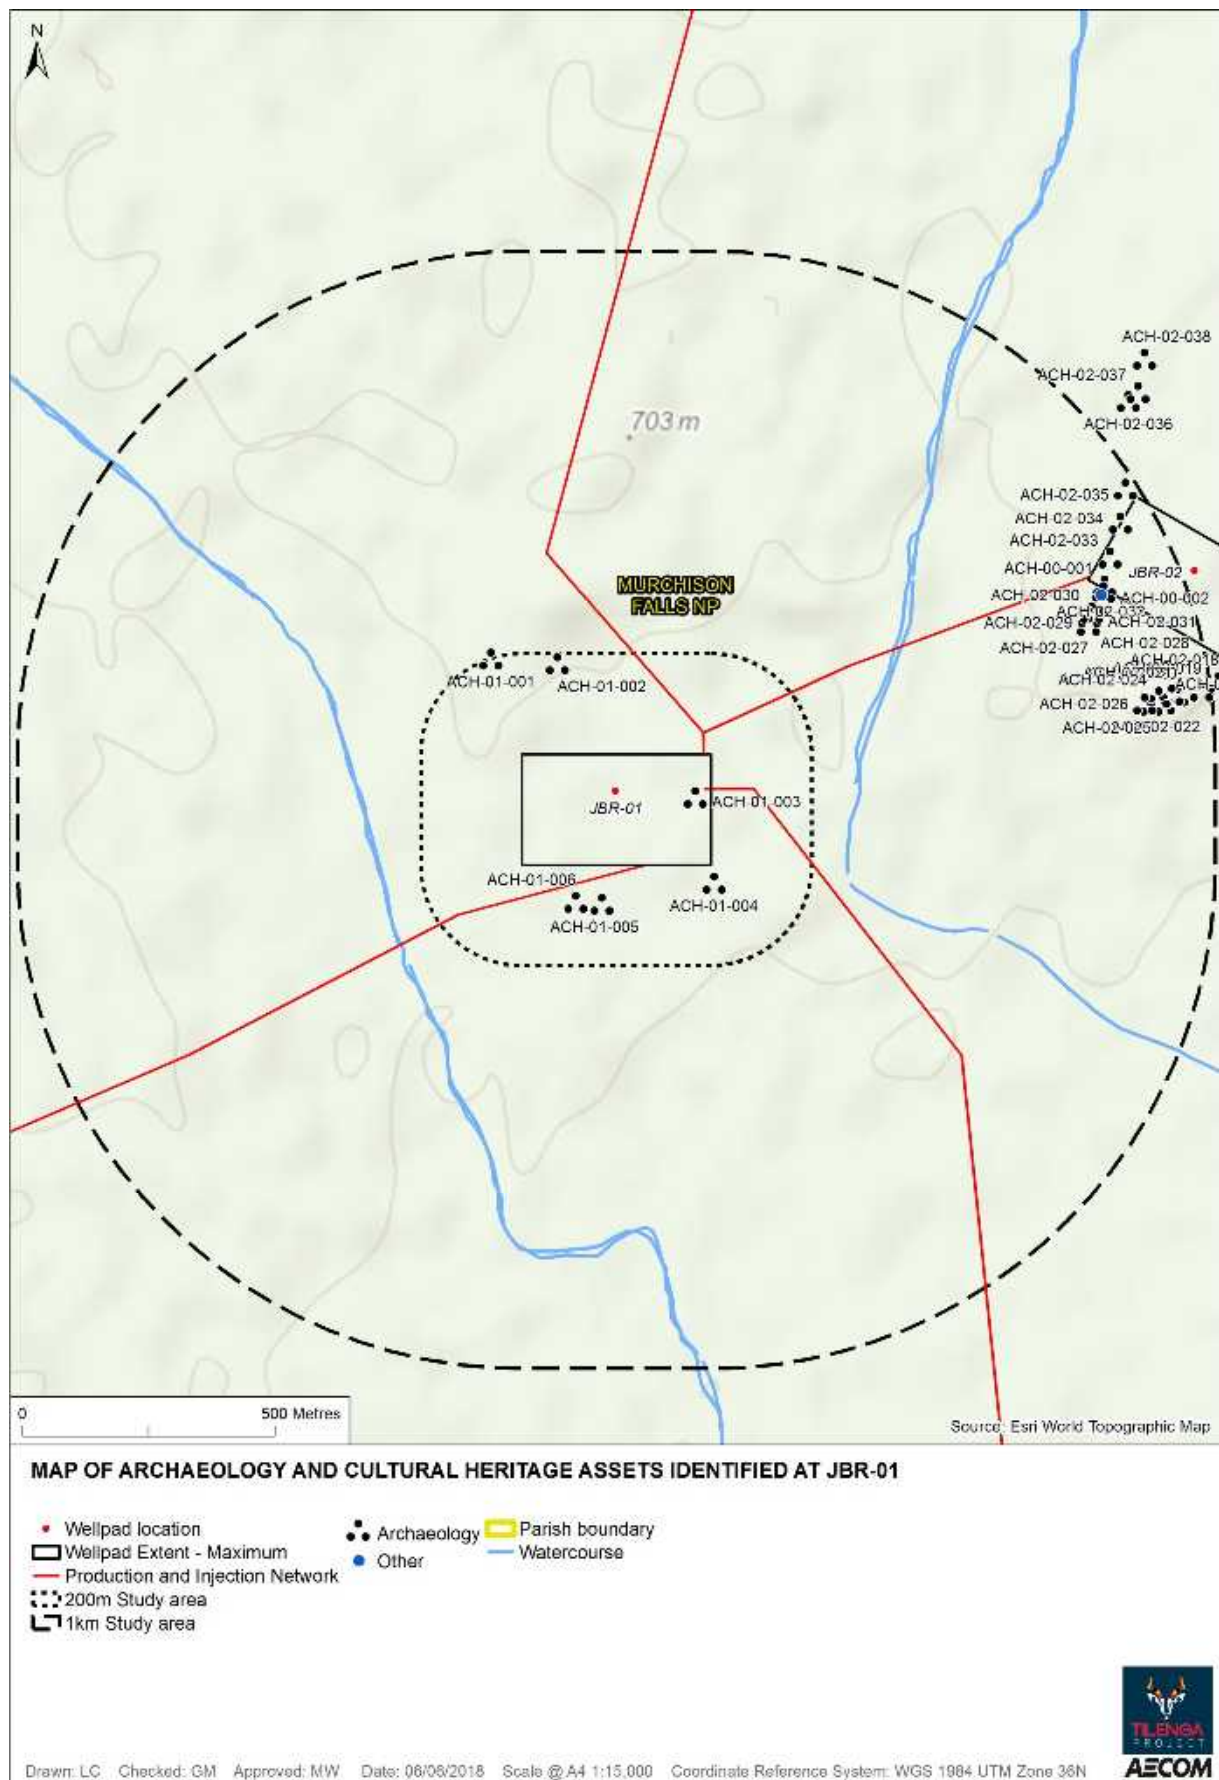 N
ACH-02-038
ACH-02-037
ACH-02-036
703 m
ACH-02-035
ACH-02-034
ACH-02-033
ACH-00-001
JBR-02
MURCHISON
FALLS NP
ACH-02-030
ACH-00-002
ACH-02-029
ACH-02-031
ACH-02-027
ACH-02-028
ACH-01-001
ACH-01-002
ACH-02-024
ACH-02-026
ACH-02-025
ACH-02-022
JBR-01
ACH-01-003
ACH-01-006
ACH-01-004
ACH-01-005
0
500 Metres
Source: Esri World Topographic Map
MAP OF ARCHAEOLOGY AND CULTURAL HERITAGE ASSETS IDENTIFIED AT JBR-01
Wellpad location
Wellpad Extent - Maximum
Production and Injection Network
200m Study area
1km Study area
Archaeology
Other
Parish boundary
Watercourse
TILENGA
PROJECT
AECOM
Drawn: LC Checked: GM Approved: MW Date: 06/06/2018 Scale @ A4 1:15,000 Coordinate Reference System: WGS 1984 UTM Zone 36N